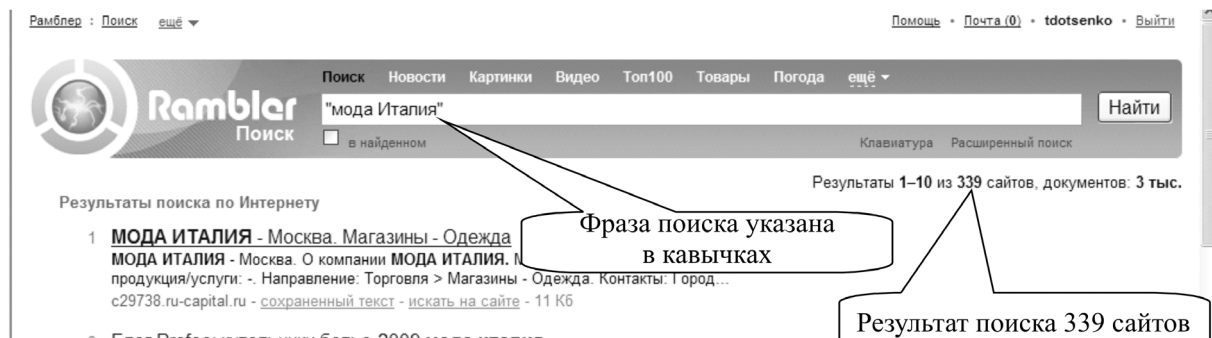 Рамблер : Поиск ещё
Помощь • Почта (0) • tdotsenko • Выйти
Поиск Новости Картинки Видео Топ100 Товары Погода ещё
Rambler
Поиск
"мода Италия"
Найти
в найденном
Клавиатура Расширенный поиск
Результаты 1–10 из 339 сайтов, документов: 3 тыс.
Результаты поиска по Интернету
Фраза поиска указана
в кавычках
1 МОДА ИТАЛИЯ - Москва. Магазины - Одежда
МОДА ИТАЛИЯ - Москва. О компании МОДА ИТАЛИЯ.
продукция/услуги: -. Направление: Торговля > Магазины - Одежда. Контакты: Город...
c29738.ru-capital.ru - сохраненный текст - искать на сайте - 11 Кб
Результат поиска 339 сайтов